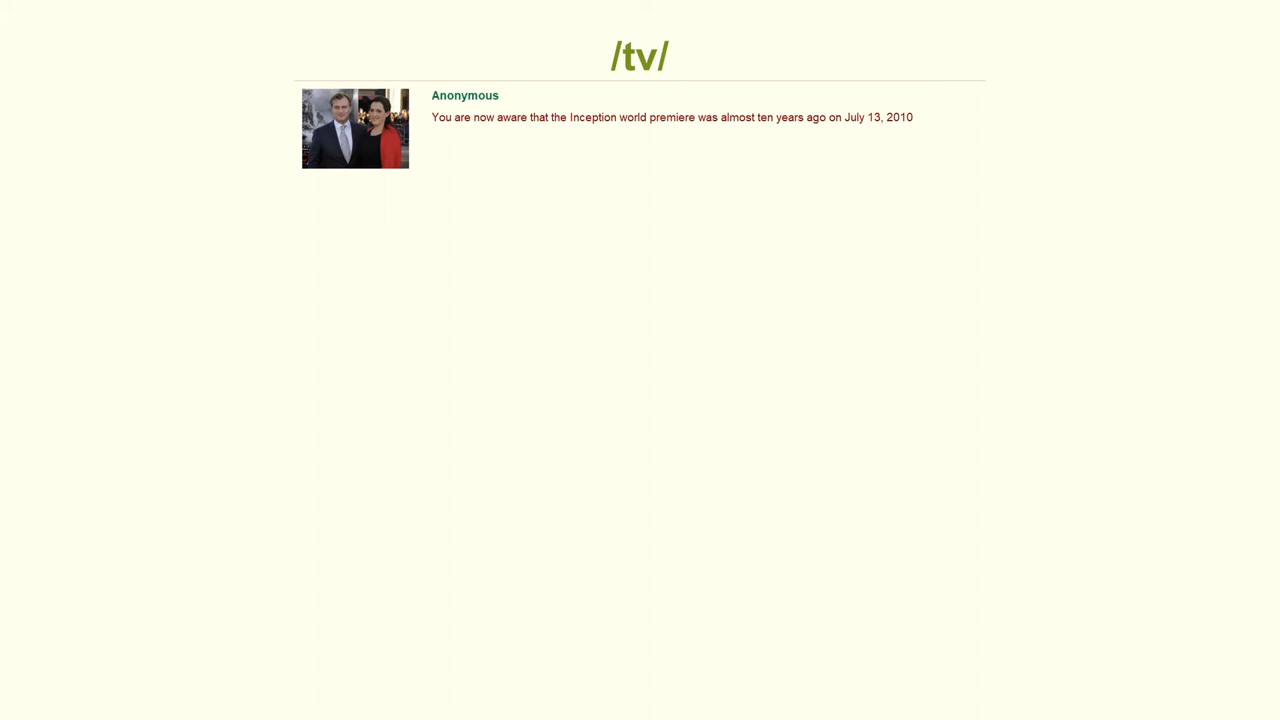 /tv/
Anonymous
You are now aware that the Inception world premiere was almost ten years ago on July 13, 2010